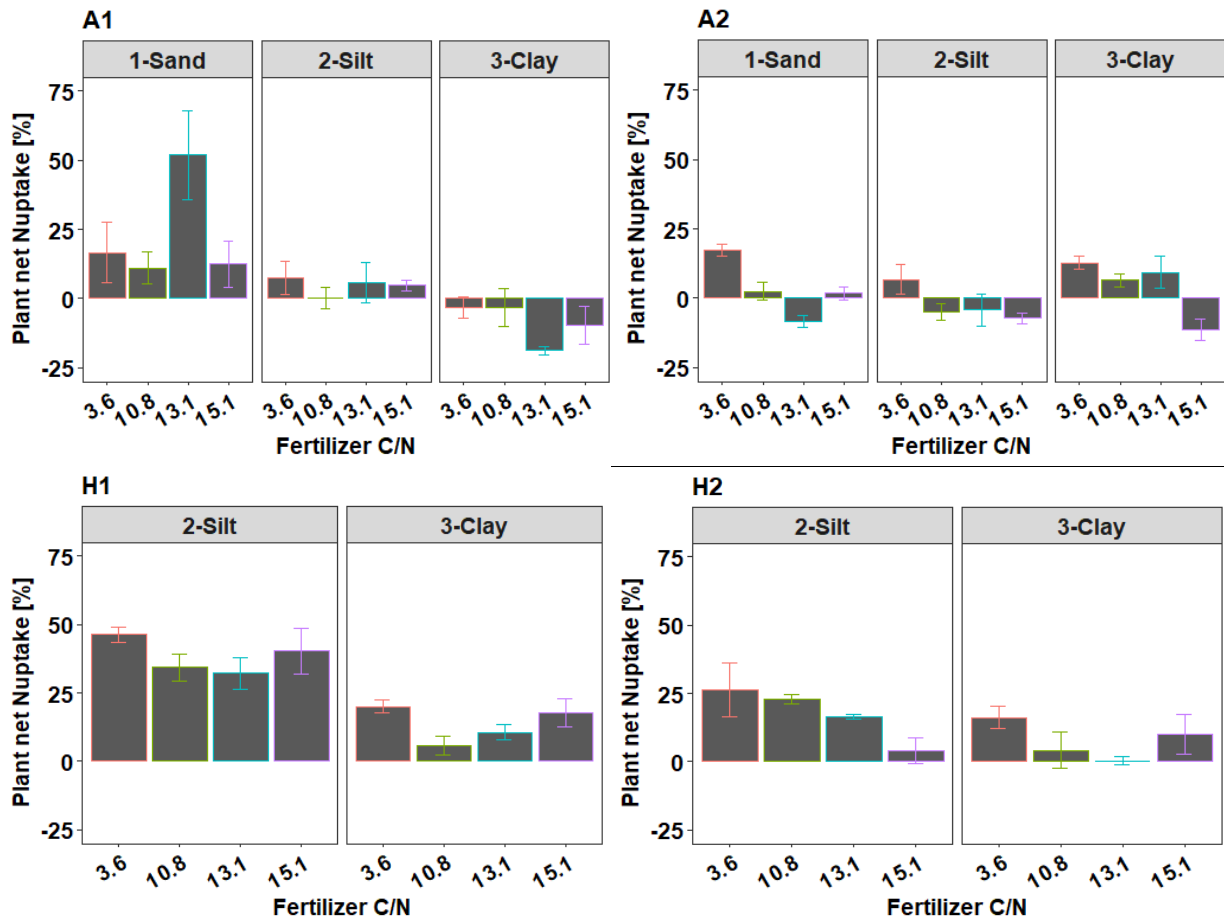 A1
1-Sand 2-Silt 3-Clay
Plant net Nuptake [%]
75
50
25
0
-25
3.6 10.8 13.1 15.1 3.6 10.8 13.1 15.1 3.6 10.8 13.1 15.1
Fertilizer C/N
A2
1-Sand 2-Silt 3-Clay
Plant net Nuptake [%]
75
50
25
0
-25
3.6 10.8 13.1 15.1 3.6 10.8 13.1 15.1 3.6 10.8 13.1 15.1
Fertilizer C/N
H1
2-Silt 3-Clay
Plant net Nuptake [%]
75
50
25
0
-25
3.6 10.8 13.1 15.1 3.6 10.8 13.1 15.1
Fertilizer C/N
H2
2-Silt 3-Clay
Plant net Nuptake [%]
75
50
25
0
-25
3.6 10.8 13.1 15.1 3.6 10.8 13.1 15.1
Fertilizer C/N